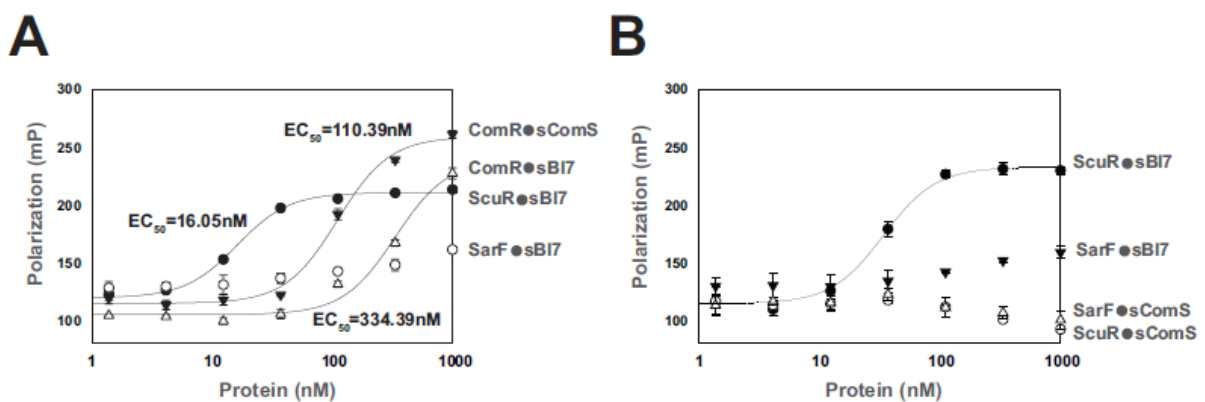 A
B
300
250
200
150
100
Polarization (mP)
1
10
100
1000
Protein (nM)
EC50=110.39nM
EC50=16.05nM
EC50=334.39nM
ComR●sComS
ComR●sBI7
ScuR●sBI7
SarF●sBI7
300
250
200
150
100
Polarization (mP)
1
10
100
1000
Protein (nM)
ScuR●sBI7
SarF●sBI7
SarF●sComS
ScuR●sComS